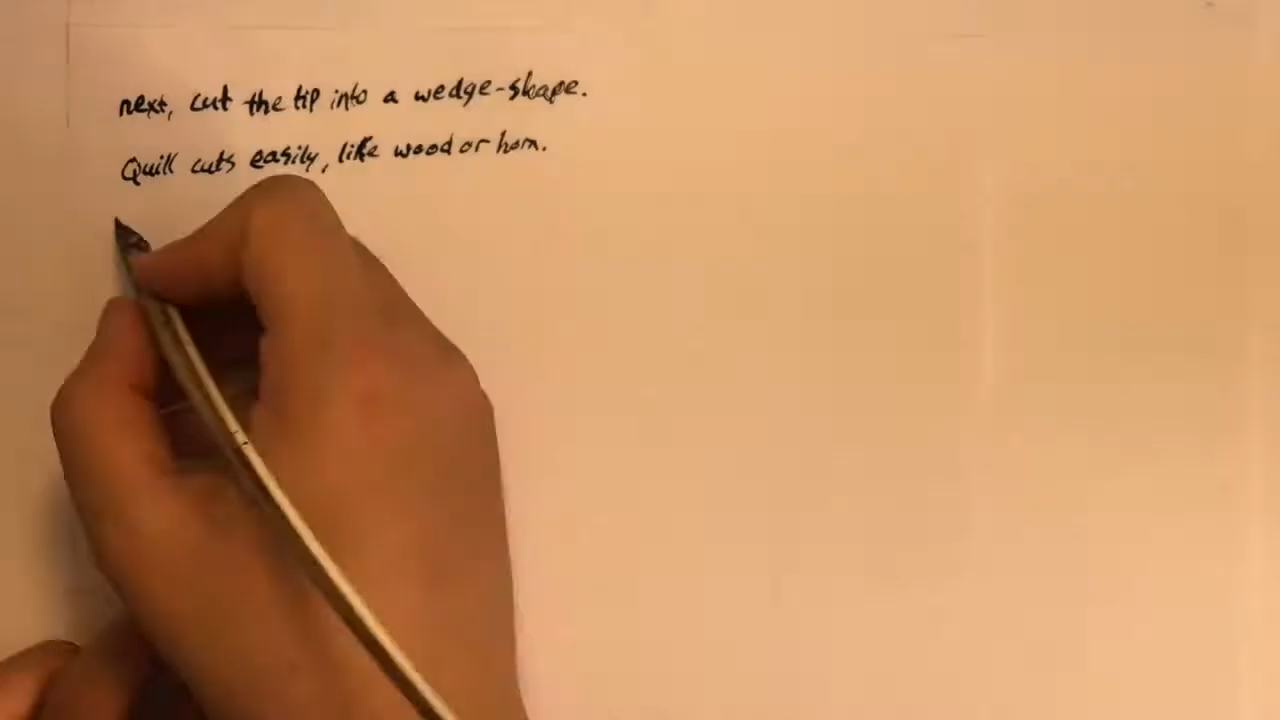 next, cut the tip into a wedge-shape.
Quill cuts easily, like wood or horn.